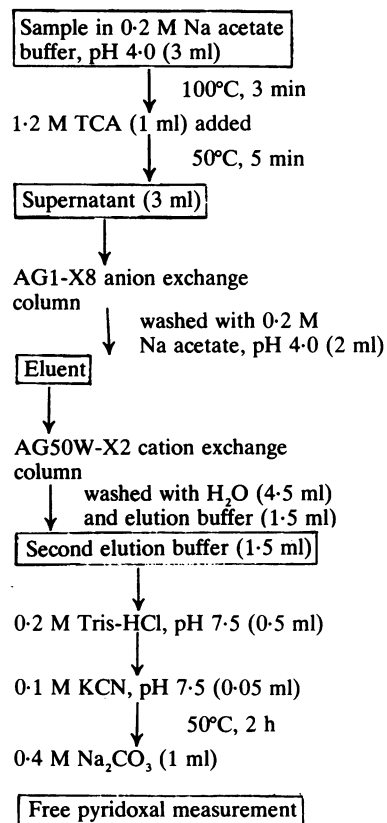 Sample in 0·2 M Na acetate
buffer, pH 4·0 (3 ml)
100°C, 3 min
1·2 M TCA (1 ml) added
50°C, 5 min
Supernatant (3 ml)
AG1-X8 anion exchange
column
washed with 0·2 M
Na acetate, pH 4·0 (2 ml)
Eluent
AG50W-X2 cation exchange
column
washed with H₂O (4·5 ml)
and elution buffer (1·5 ml)
Second elution buffer (1·5 ml)
0·2 M Tris-HCl, pH 7·5 (0·5 ml)
0·1 M KCN, pH 7·5 (0·05 ml)
50°C, 2 h
0·4 M Na₂CO₃ (1 ml)
Free pyridoxal measurement